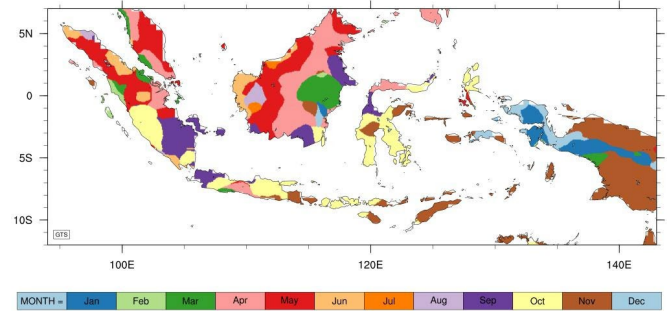 5N
0
5S
10S
GTS
100E 120E 140E
MONTH = Jan Feb Mar Apr May Jun Jul Aug Sep Oct Nov Dec